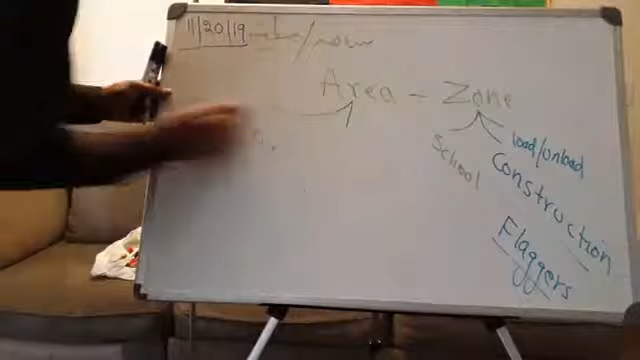 11/20/19
Area - Zone
School
load/unload
Construction
Flaggers